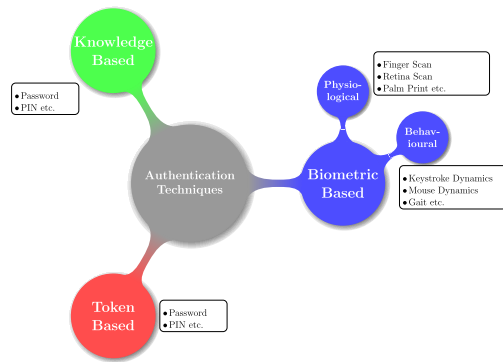 Knowledge
Based
• Password
• PIN etc.
Authentication
Techniques
Physio-
logical
• Finger Scan
• Retina Scan
• Palm Print etc.
Behav-
ioural
Biometric
Based
• Keystroke Dynamics
• Mouse Dynamics
• Gait etc.
Token
Based
• Password
• PIN etc.